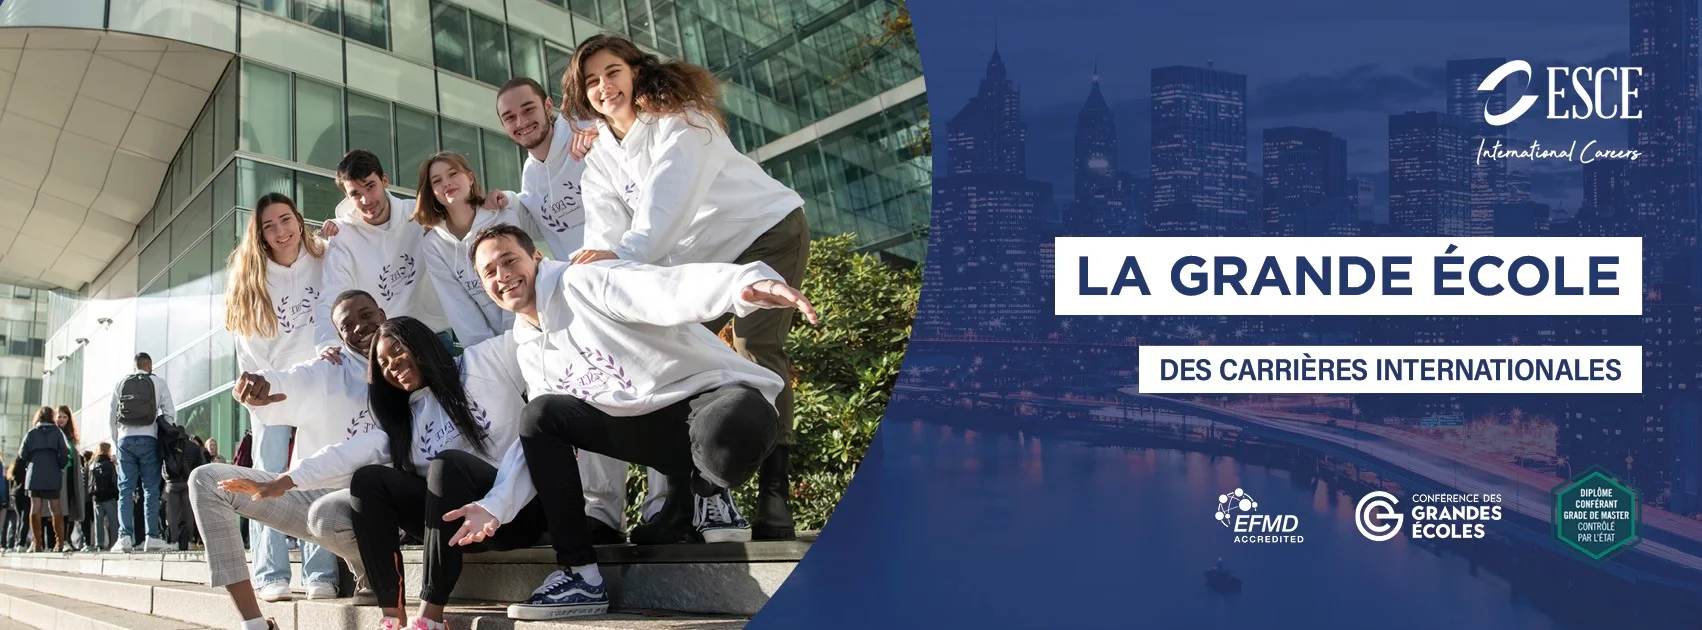 ESCE
International Careers
LA GRANDE ÉCOLE
DES CARRIÈRES INTERNATIONALES
EFMD
ACCREDITED
CONFÉRENCE DES
GRANDES
ÉCOLES
DIPLÔME
CONFÉRANT
GRADE DE MASTER
CONTRÔLÉ
PAR L'ÉTAT